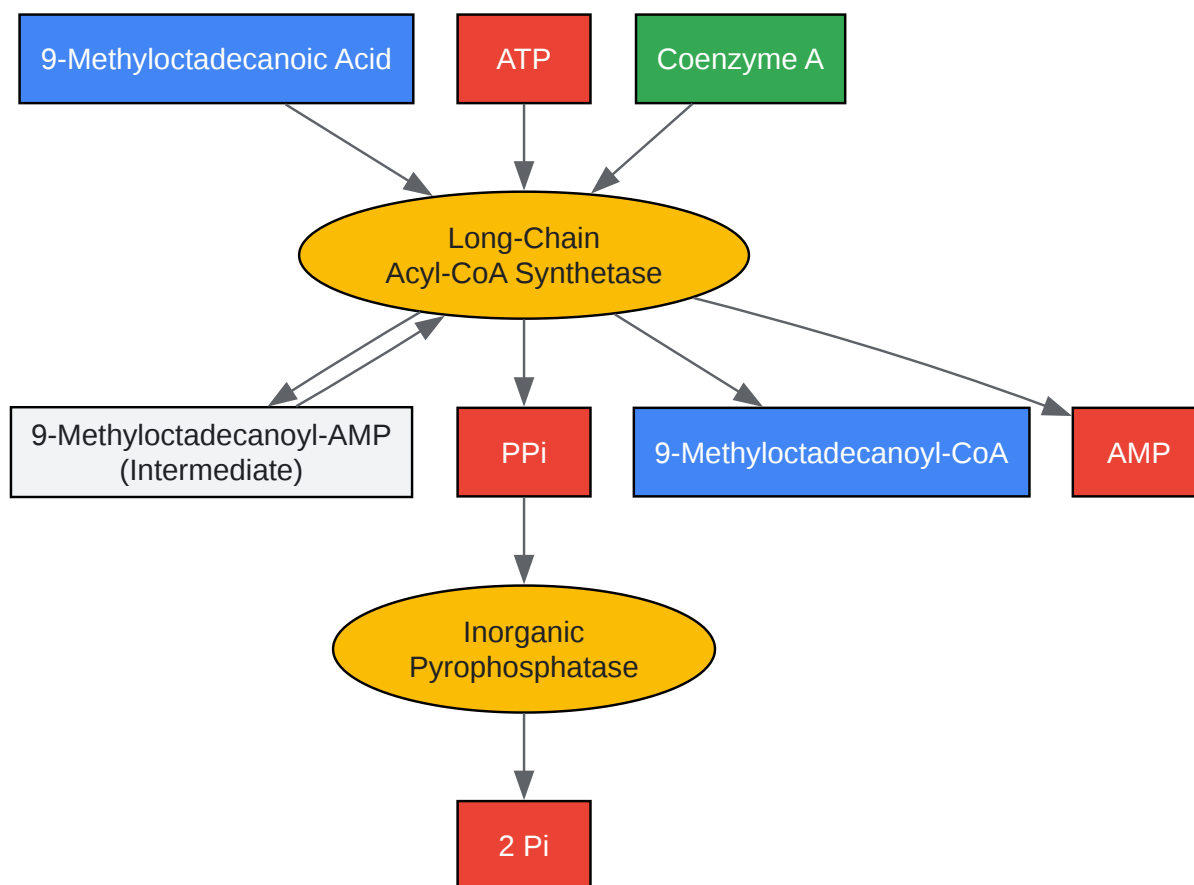 9-Methyloctadecanoic Acid
ATP
Coenzyme A
Long-Chain
Acyl-CoA Synthetase
9-Methyloctadecanoyl-AMP
(Intermediate)
PPi
9-Methyloctadecanoyl-CoA
AMP
Inorganic
Pyrophosphatase
2 Pi